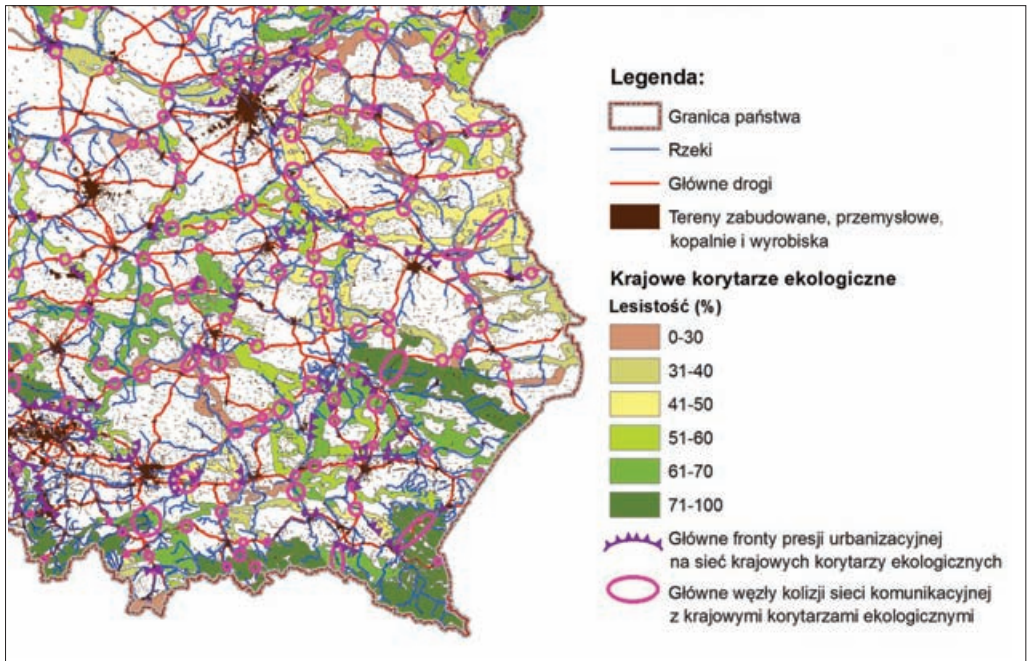 Legenda:
Granica państwa
Rzeki
Główne drogi
Tereny zabudowane, przemysłowe,
kopalnie i wyrobiska
Krajowe korytarze ekologiczne
Lesistość (%)
0-30
31-40
41-50
51-60
61-70
71-100
Główne fronty presji urbanizacyjnej
na sieć krajowych korytarzy ekologicznych
Główne węzły kolizji sieci komunikacyjnej
z krajowymi korytarzami ekologicznymi